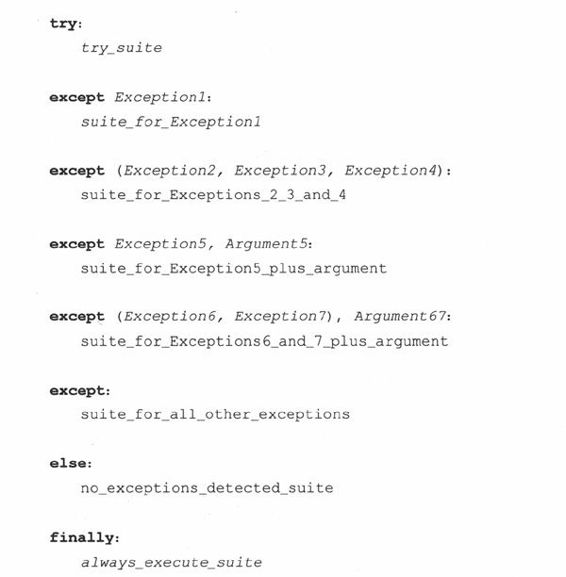 try:
try_suite
except Exception1:
suite_for_Exception1
except (Exception2, Exception3, Exception4):
suite_for_Exceptions_2_3_and_4
except Exception5, Argument5:
suite_for_Exception5_plus_argument
except (Exception6, Exception7), Argument67:
suite_for_Exceptions6_and_7_plus_argument
except:
suite_for_all_other_exceptions
else:
no_exceptions_detected_suite
finally:
always_execute_suite